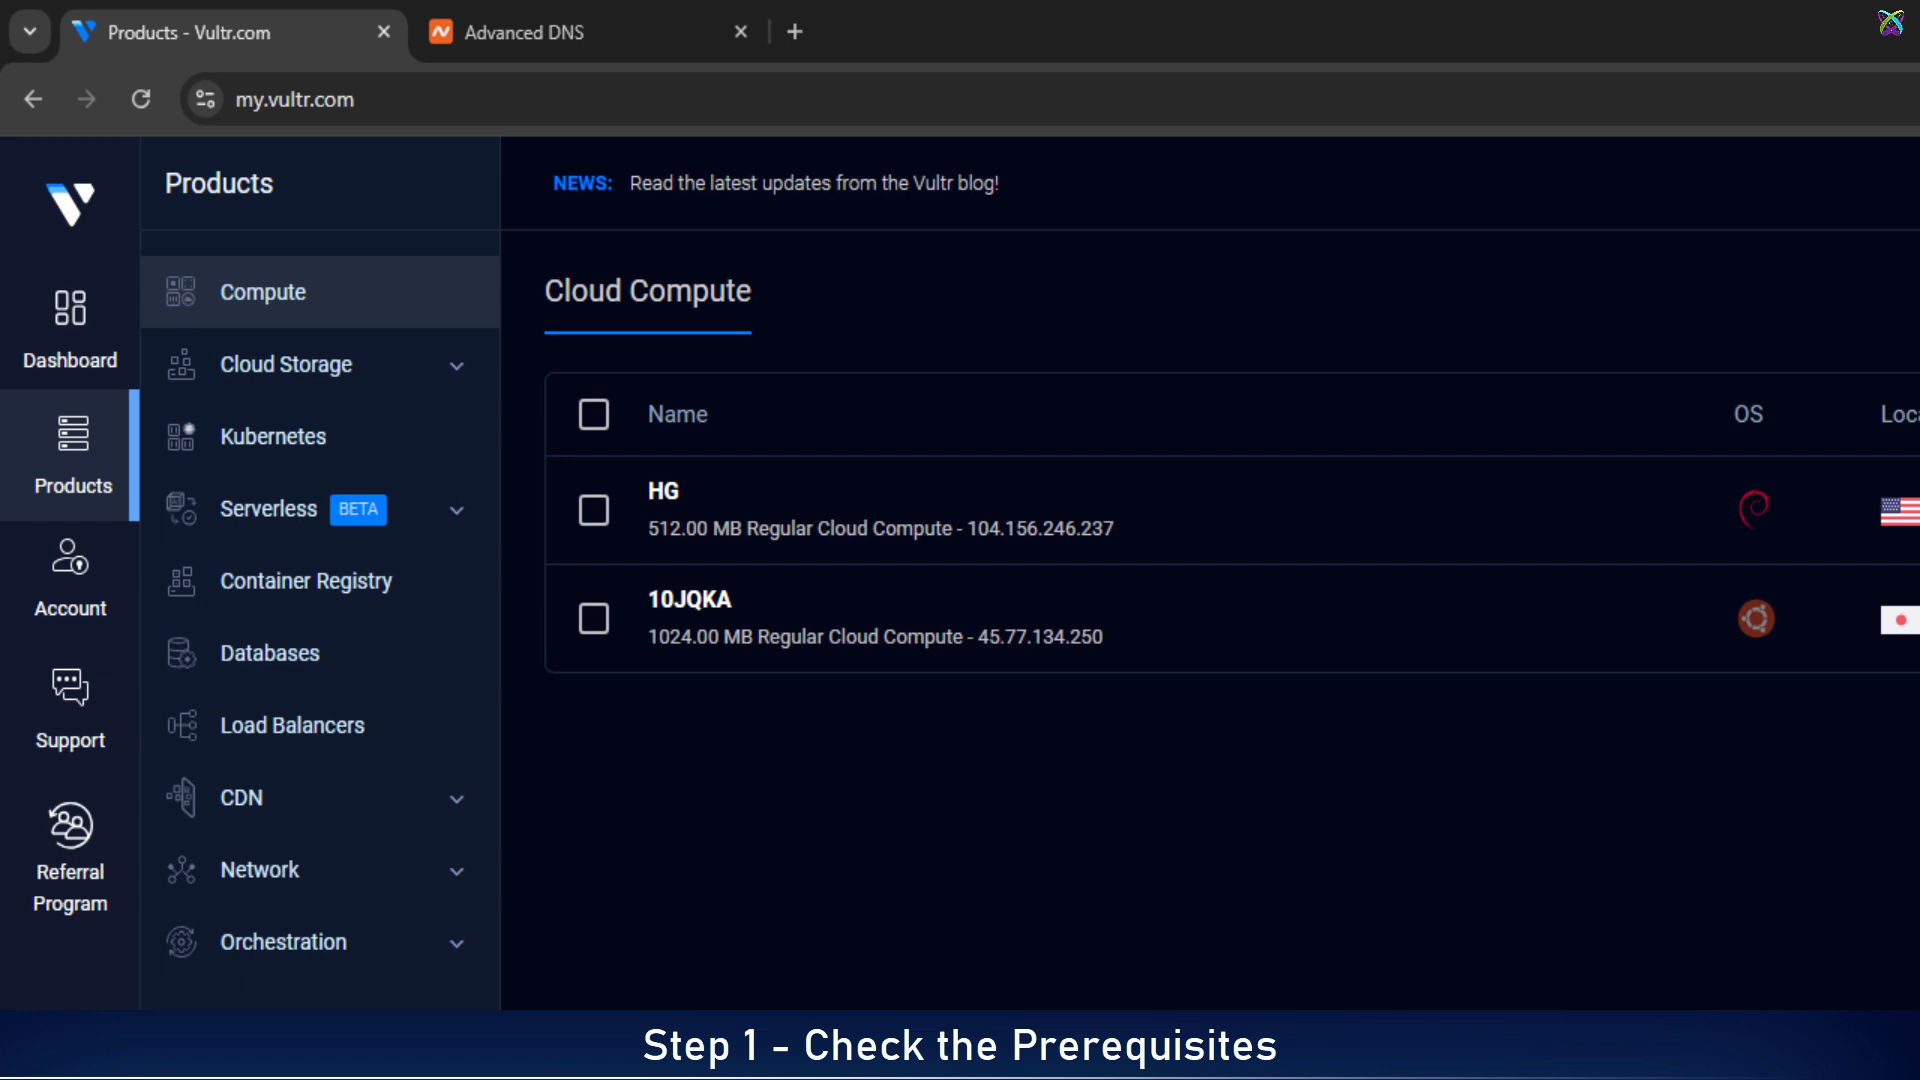 Products - Vultr.com
Advanced DNS
my.vultr.com
Dashboard
Products
Account
Support
Referral
Program
Products
Compute
Cloud Storage
Kubernetes
Serverless BETA
Container Registry
Databases
Load Balancers
CDN
Network
Orchestration
NEWS: Read the latest updates from the Vultr blog!
Cloud Compute
Name OS Loca
HG
512.00 MB Regular Cloud Compute - 104.156.246.237
10JQKA
1024.00 MB Regular Cloud Compute - 45.77.134.250
Step 1 - Check the Prerequisites